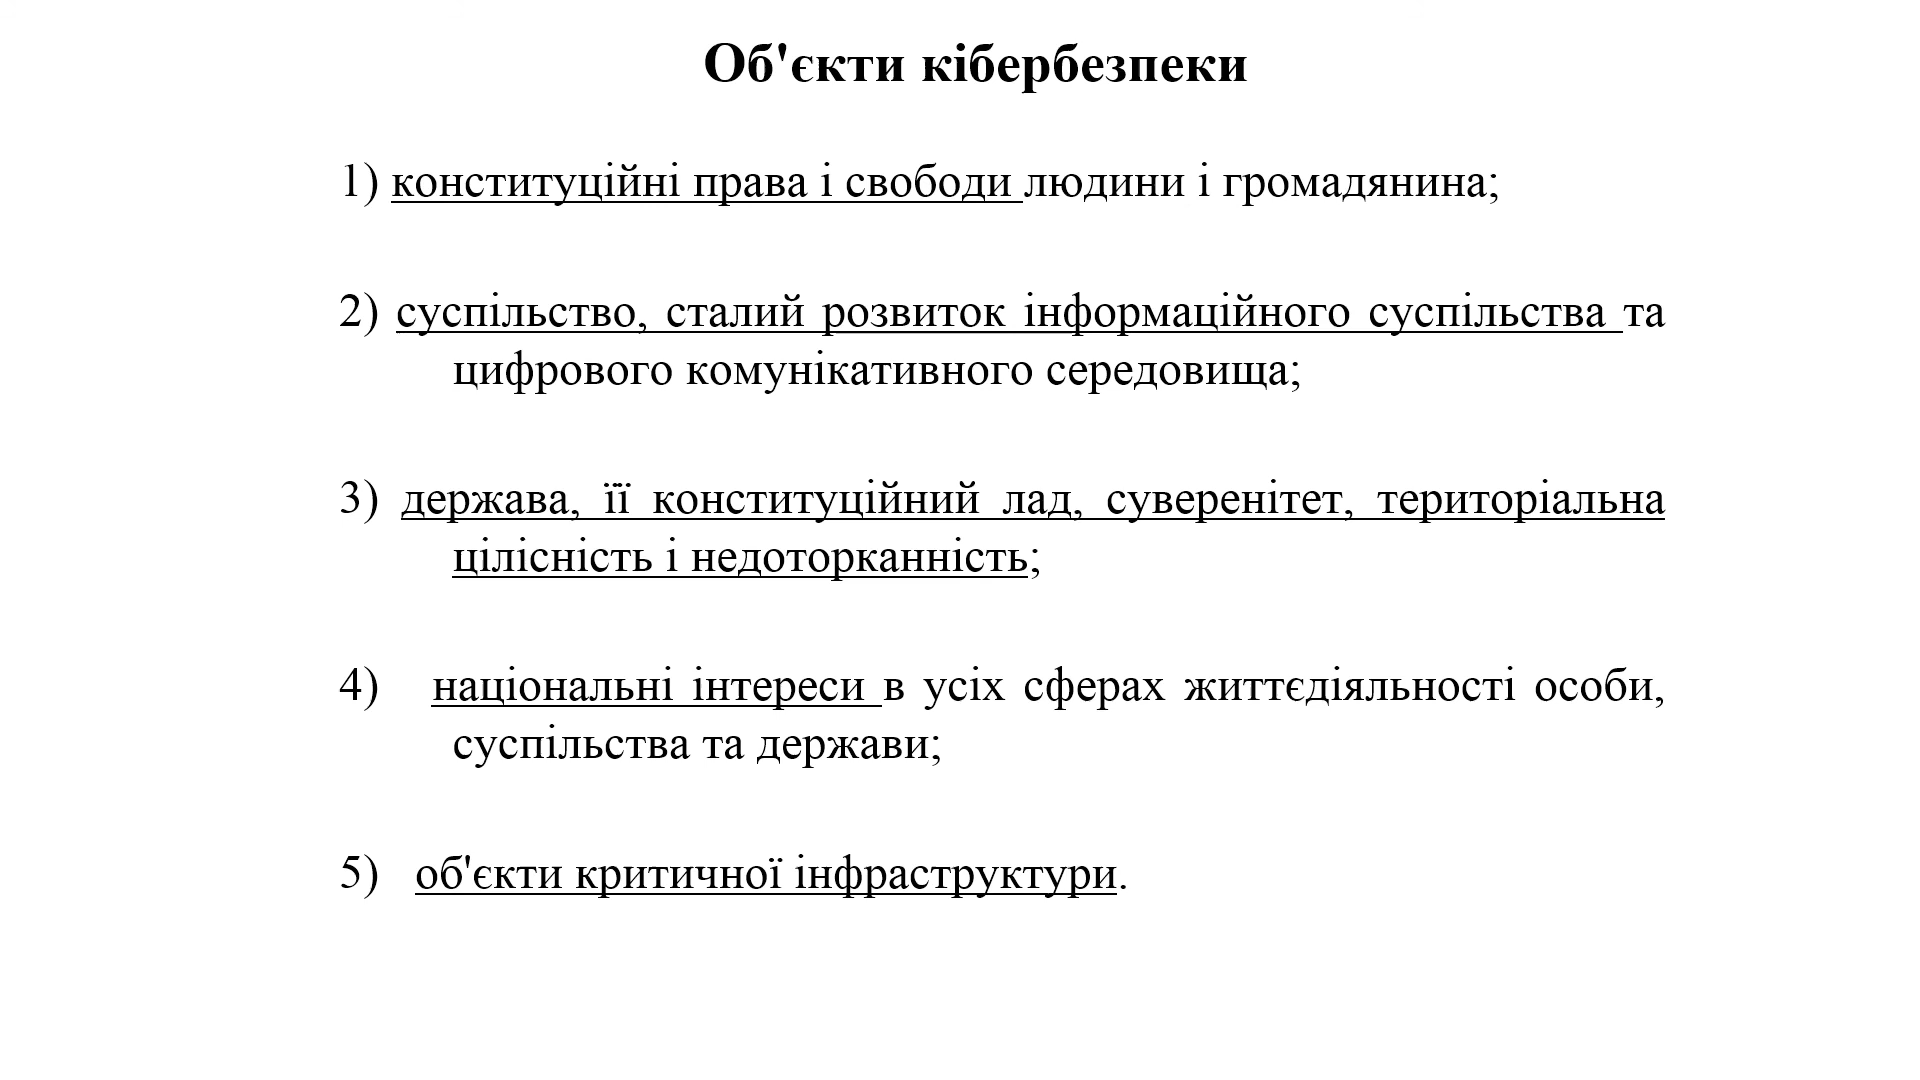 Об'єкти кібербезпеки
1) конституційні права і свободи людини і громадянина;
2) суспільство, сталий розвиток інформаційного суспільства та
цифрового комунікативного середовища;
3) держава, її конституційний лад, суверенітет, територіальна
цілісність і недоторканність;
4) національні інтереси в усіх сферах життєдіяльності особи,
суспільства та держави;
5) об'єкти критичної інфраструктури.